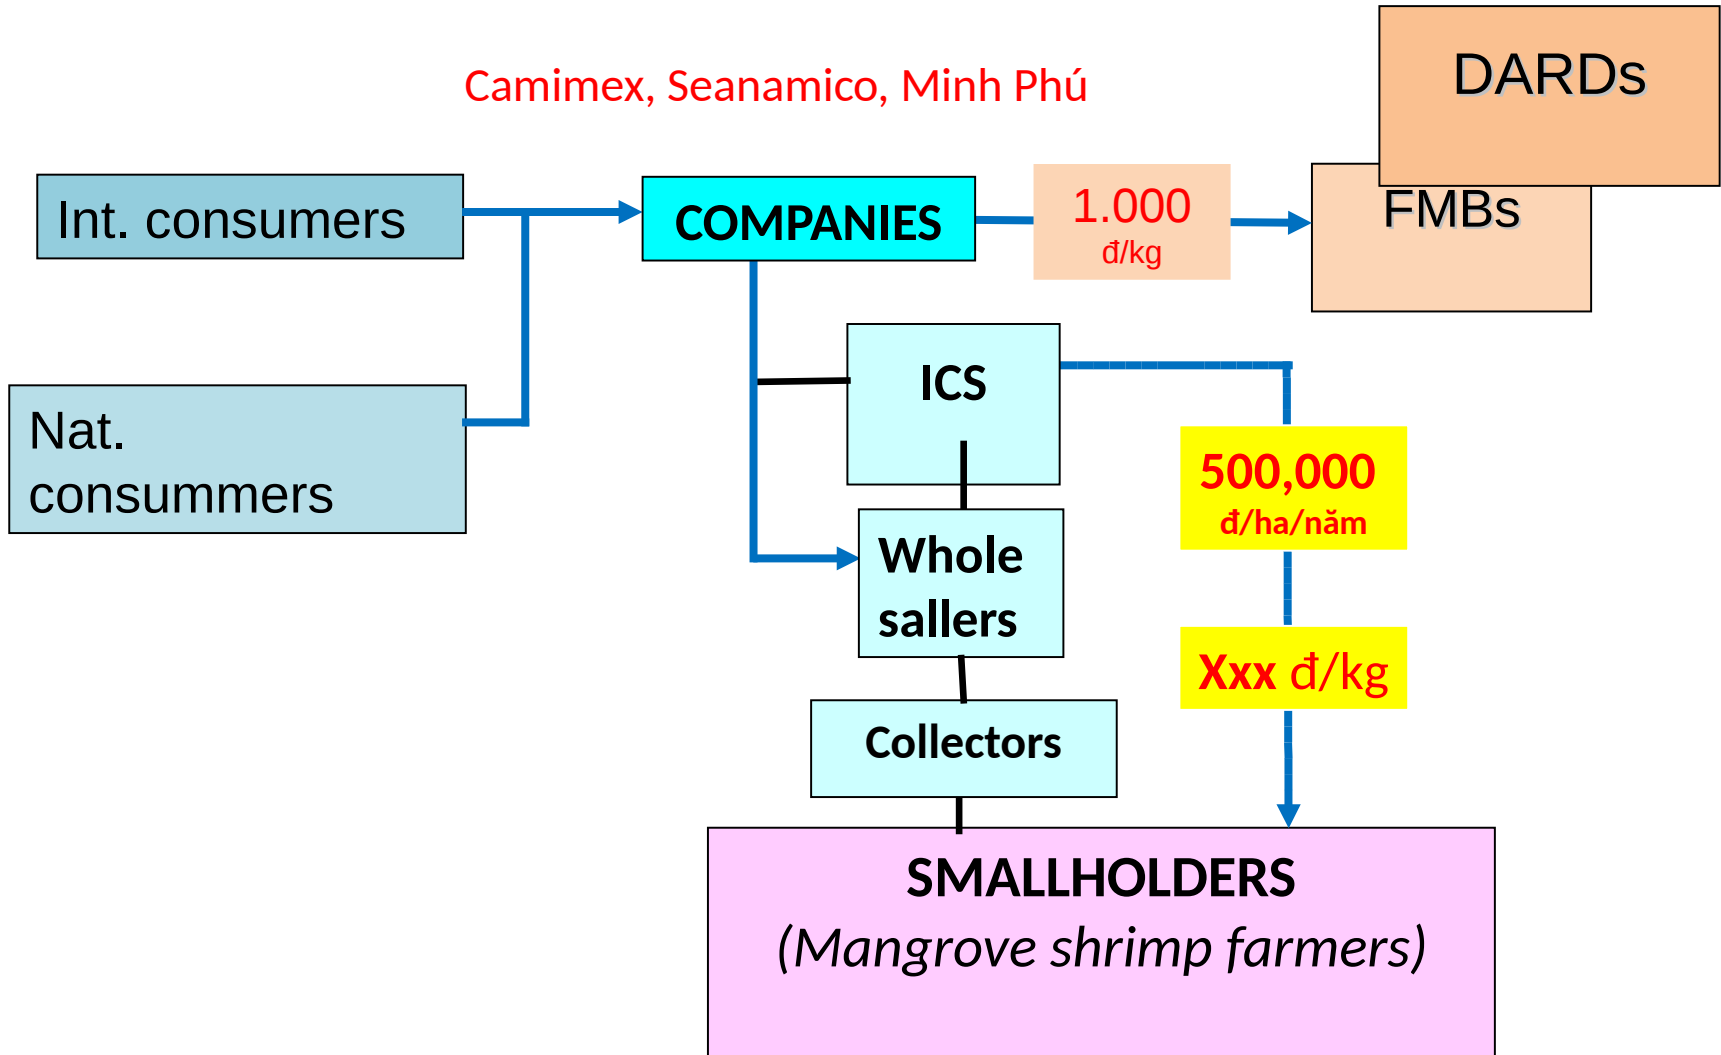 Camimex, Seanamico, Minh Phú
DARDs
Int. consumers
COMPANIES
1.000
đ/kg
FMBs
ICS
Nat.
consummers
500,000
đ/ha/năm
Whole
sallers
Xxx đ/kg
Collectors
SMALLHOLDERS
(Mangrove shrimp farmers)